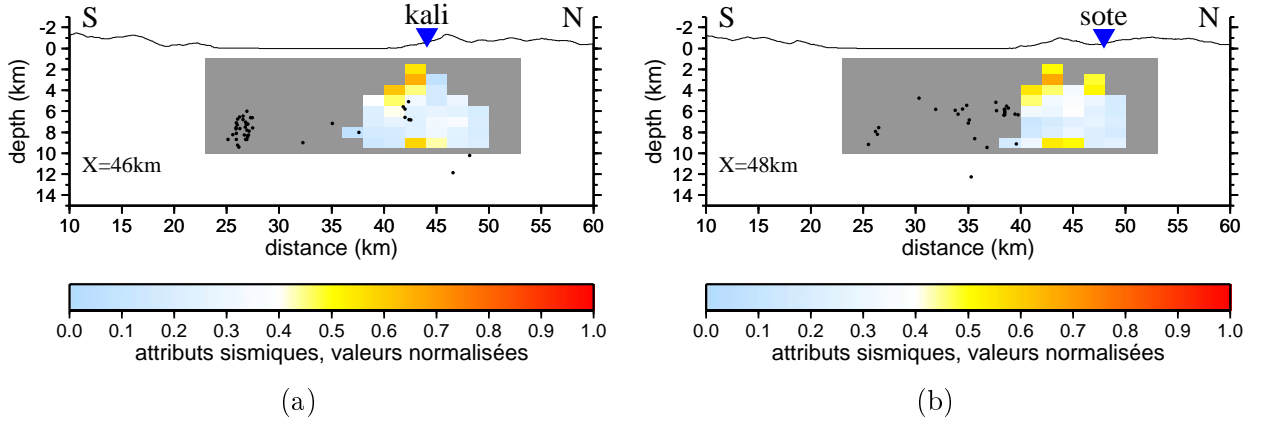 S kali N
-2
0
2
4
6
8
10
12
14
depth (km)
X=46km
10 15 20 25 30 35 40 45 50 55 60
distance (km)
0.0 0.1 0.2 0.3 0.4 0.5 0.6 0.7 0.8 0.9 1.0
attributs sismiques, valeurs normalisées
(a)
S sote N
-2
0
2
4
6
8
10
12
14
depth (km)
X=48km
10 15 20 25 30 35 40 45 50 55 60
distance (km)
0.0 0.1 0.2 0.3 0.4 0.5 0.6 0.7 0.8 0.9 1.0
attributs sismiques, valeurs normalisées
(b)